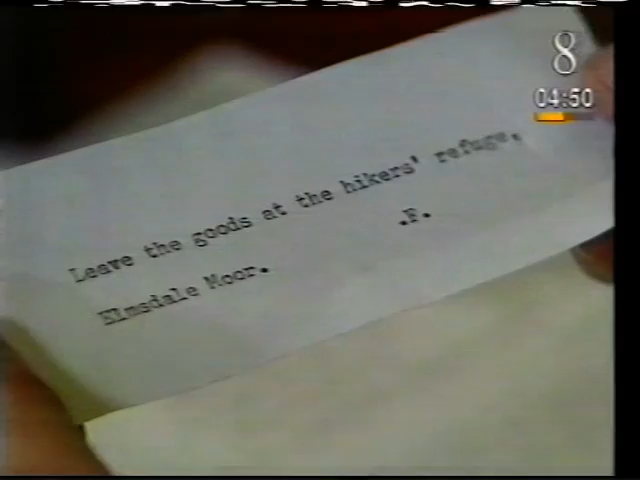 8
04:50
Leave the goods at the hikers' refuge,
Elmsdale Moor.
.F.